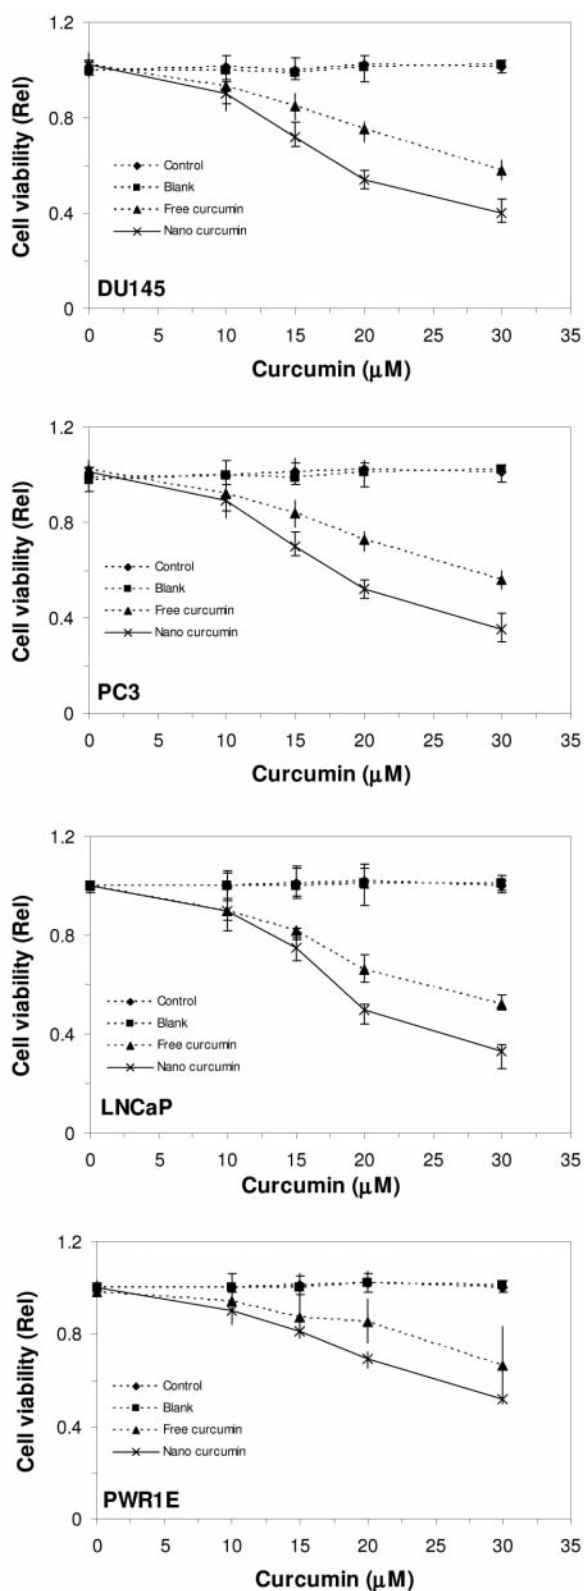 1.2
0.8
0.4
0
Cell viability (Rel)
Control
Blank
Free curcumin
Nano curcumin
DU145
0 5 10 15 20 25 30 35
Curcumin (μM)
1.2
0.8
0.4
0
Cell viability (Rel)
Control
Blank
Free curcumin
Nano curcumin
PC3
0 5 10 15 20 25 30 35
Curcumin (μM)
1.2
0.8
0.4
0
Cell viability (Rel)
Control
Blank
Free curcumin
Nano curcumin
LNCaP
0 5 10 15 20 25 30 35
Curcumin (μM)
1.2
0.8
0.4
0
Cell viability (Rel)
Control
Blank
Free curcumin
Nano curcumin
PWR1E
0 5 10 15 20 25 30 35
Curcumin (μM)